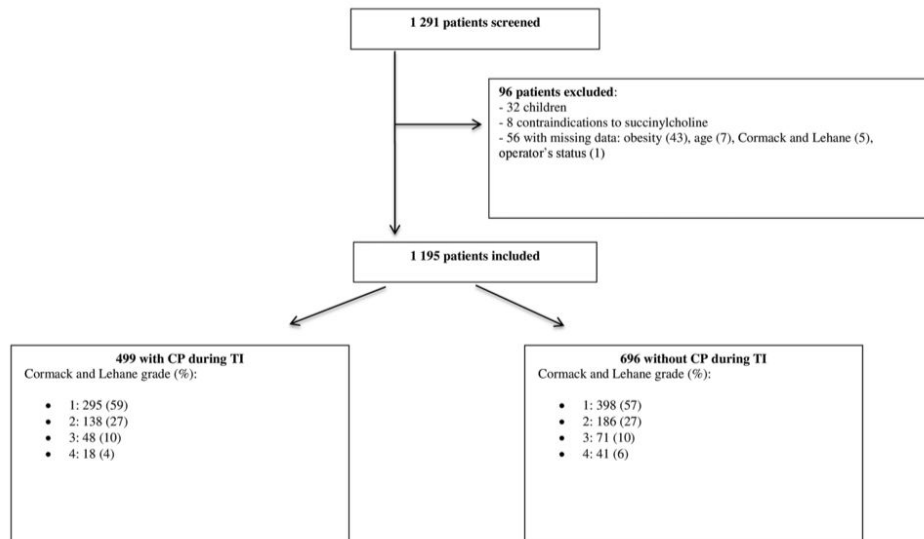 1 291 patients screened
96 patients excluded:
- 32 children
- 8 contraindications to succinylcholine
- 56 with missing data: obesity (43), age (7), Cormack and Lehane (5),
operator's status (1)
1 195 patients included
499 with CP during TI
Cormack and Lehane grade (%):
• 1: 295 (59)
• 2: 138 (27)
• 3: 48 (10)
• 4: 18 (4)
696 without CP during TI
Cormack and Lehane grade (%):
• 1: 398 (57)
• 2: 186 (27)
• 3: 71 (10)
• 4: 41 (6)